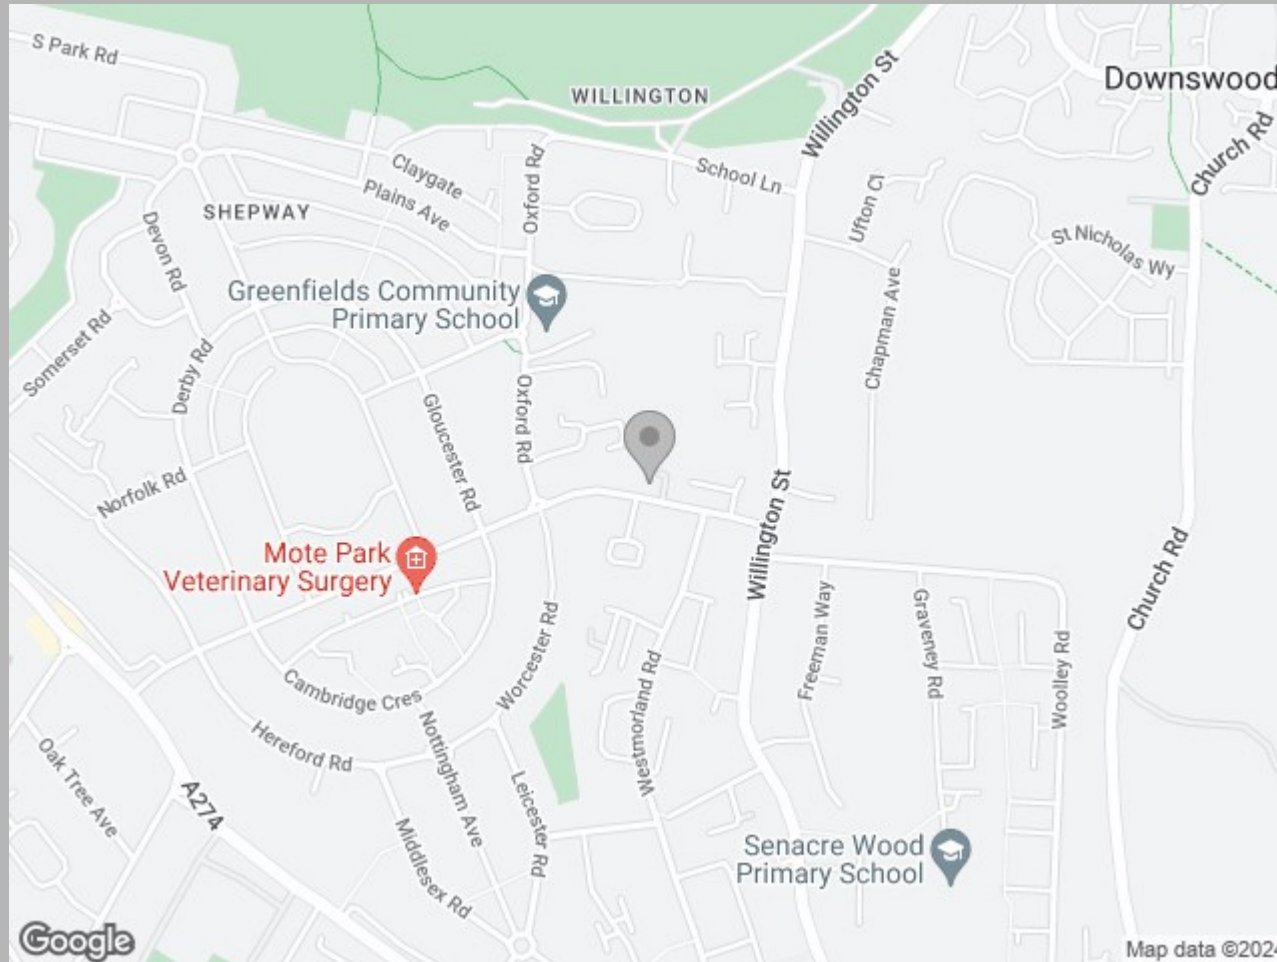 S Park Rd
WILLINGTON
Willington St
Downswood
Church Rd
Claygate
Oxford Rd
School Ln
Plains Ave
SHEPWAY
Devon Rd
Ufton Cl
St Nicholas Wy
Greenfields Community
Primary School
Chapman Ave
Somerset Rd
Derby Rd
Gloucester Rd
Oxford Rd
Norfolk Rd
Willington St
Mote Park
Veterinary Surgery
Church Rd
Worcester Rd
Freeman Way
Graveney Rd
Woolley Rd
Cambridge Cres
Westmorland Rd
Hereford Rd
Nottingham Ave
Oak Tree Ave
A274
Leicester Rd
Middlesex Rd
Senacre Wood
Primary School
Google
Map data ©2024